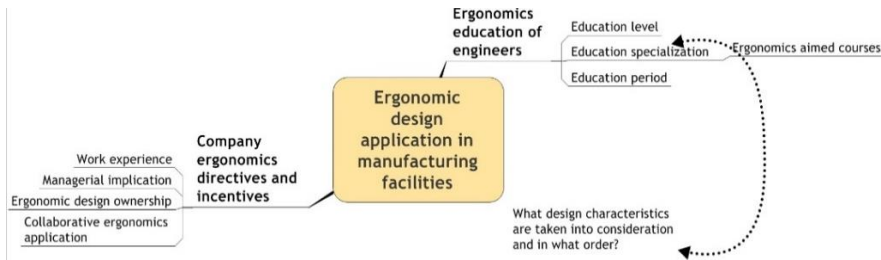 Ergonomics
education of
engineers
Education level
Education specialization
Ergonomics aimed courses
Education period
Ergonomic
design
application in
manufacturing
facilities
Company
ergonomics
directives and
incentives
Work experience
Managerial implication
Ergonomic design ownership
Collaborative ergonomics
application
What design characteristics
are taken into consideration
and in what order?